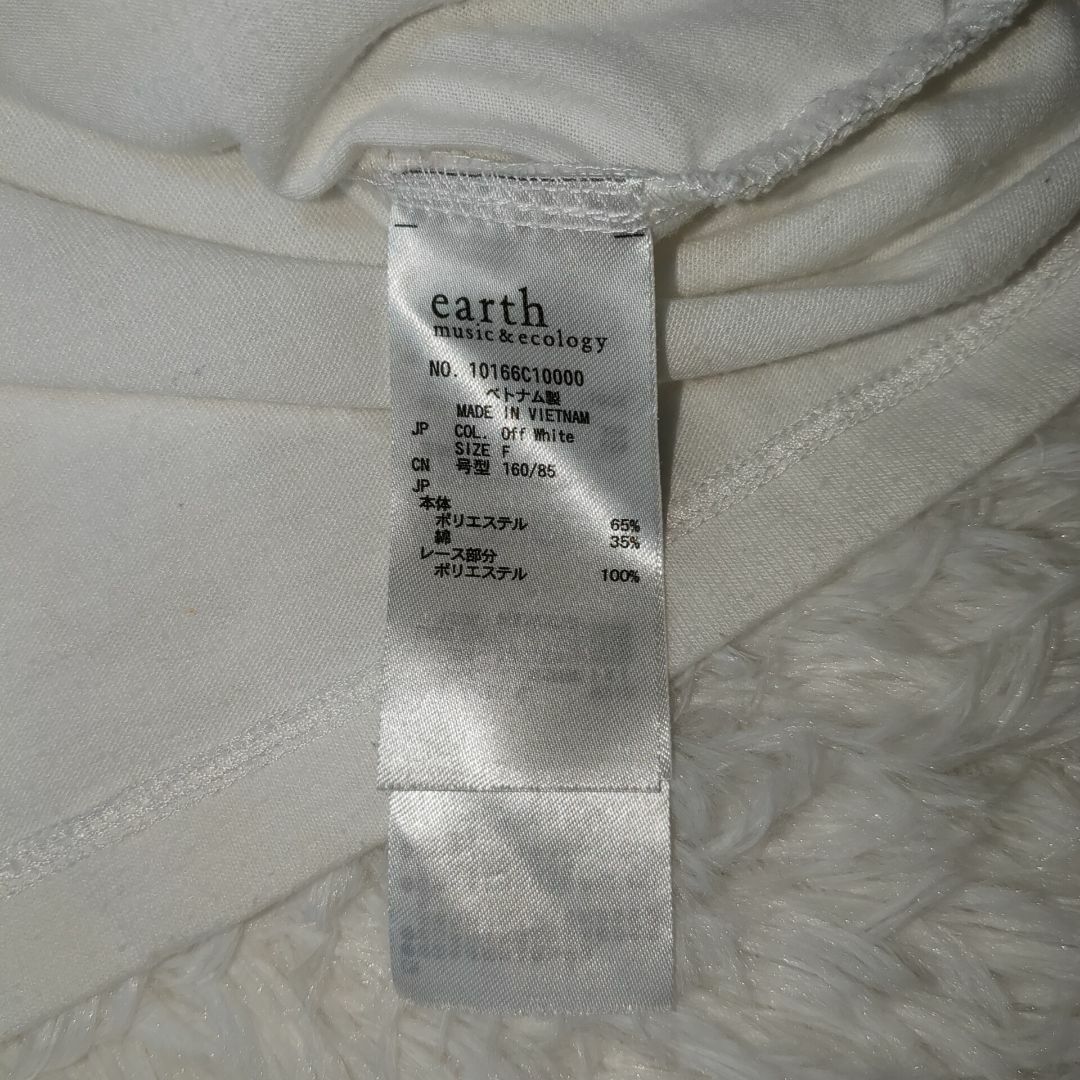 earth
music&ecology
NO. 10166C10000
ベトナム製
MADE IN VIETNAM
JP COL. Off White
SIZE F
CN 号型 160/85
JP
本体
ポリエステル 65%
綿 35%
レース部分
ポリエステル 100%